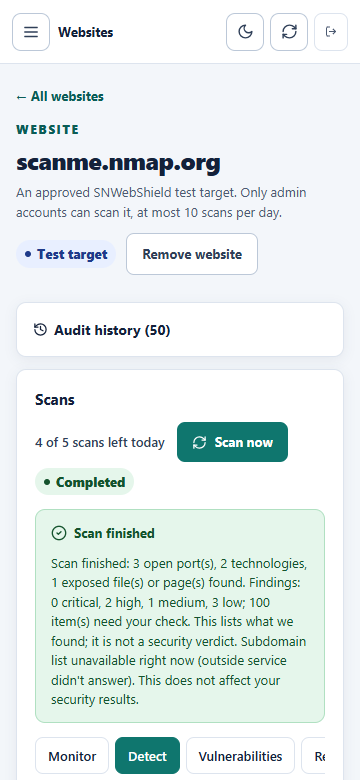 Websites
← All websites
WEBSITE
scanme.nmap.org
An approved SNWebShield test target. Only admin
accounts can scan it, at most 10 scans per day.
Test target
Remove website
Audit history (50)
Scans
4 of 5 scans left today
Scan now
Completed
Scan finished
Scan finished: 3 open port(s), 2 technologies,
1 exposed file(s) or page(s) found. Findings:
0 critical, 2 high, 1 medium, 3 low; 100
item(s) need your check. This lists what we
found; it is not a security verdict. Subdomain
list unavailable right now (outside service
didn't answer). This does not affect your
security results.
Monitor
Detect
Vulnerabilities